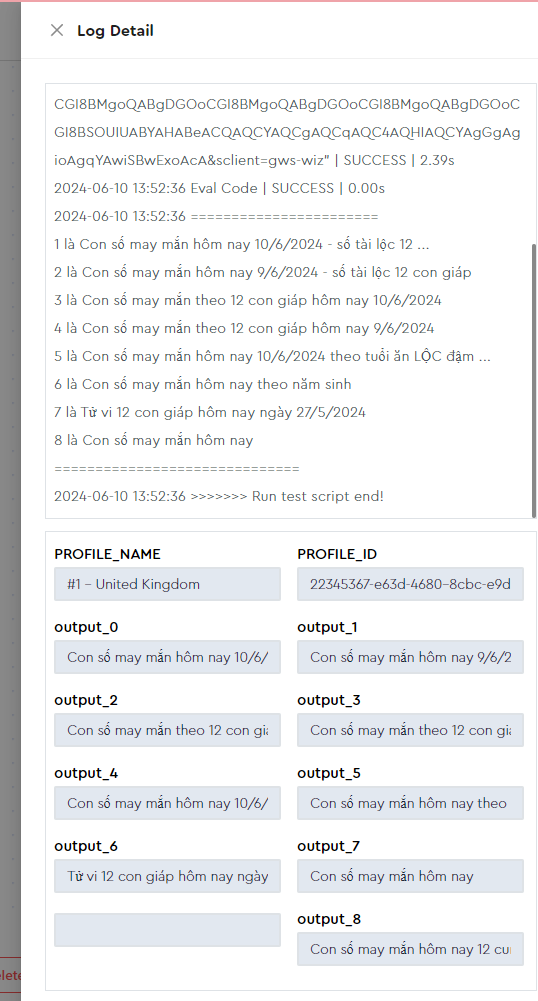 Log Detail
CGI8BMgoQABgDGOoCGI8BMgoQABgDGOoCGI8BMgoQABgDGOoC
GI8BSOUIUABYAHABeACQAQCYAQCgAQCqAQC4AQHIAQCYAgGgAg
ioAgqYAwiSBwExoAcA&sclient=gws-wiz" | SUCCESS | 2.39s
2024-06-10 13:52:36 Eval Code | SUCCESS | 0.00s
2024-06-10 13:52:36 =======================
1 là Con số may mắn hôm nay 10/6/2024 - số tài lộc 12 ...
2 là Con số may mắn hôm nay 9/6/2024 - số tài lộc 12 con giáp
3 là Con số may mắn theo 12 con giáp hôm nay 10/6/2024
4 là Con số may mắn theo 12 con giáp hôm nay 9/6/2024
5 là Con số may mắn hôm nay 10/6/2024 theo tuổi ăn LỘC đậm ...
6 là Con số may mắn hôm nay theo năm sinh
7 là Tử vi 12 con giáp hôm nay ngày 27/5/2024
8 là Con số may mắn hôm nay
==============================
2024-06-10 13:52:36 >>>>>>> Run test script end!
PROFILE_NAME PROFILE_ID
#1 - United Kingdom 22345367-e63d-4680-8cbc-e9d
output_0 output_1
Con số may mắn hôm nay 10/6/ Con số may mắn hôm nay 9/6/2
output_2 output_3
Con số may mắn theo 12 con giá Con số may mắn theo 12 con giá
output_4 output_5
Con số may mắn hôm nay 10/6/ Con số may mắn hôm nay theo
output_6 output_7
Tử vi 12 con giáp hôm nay ngày Con số may mắn hôm nay
output_8
Con số may mắn hôm nay 12 cu
elete